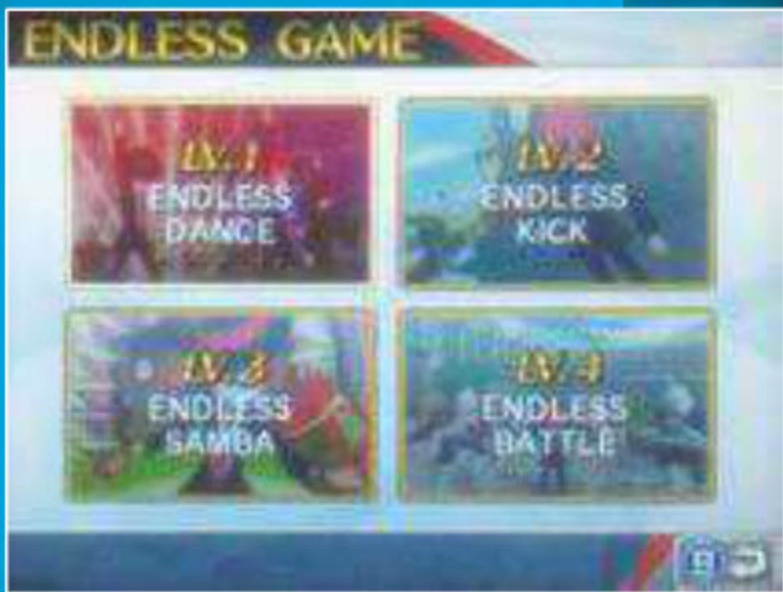 ENDLESS GAME
LV. 1
ENDLESS
DANCE
LV. 2
ENDLESS
KICK
LV. 3
ENDLESS
SAMBA
LV. 4
ENDLESS
BATTLE